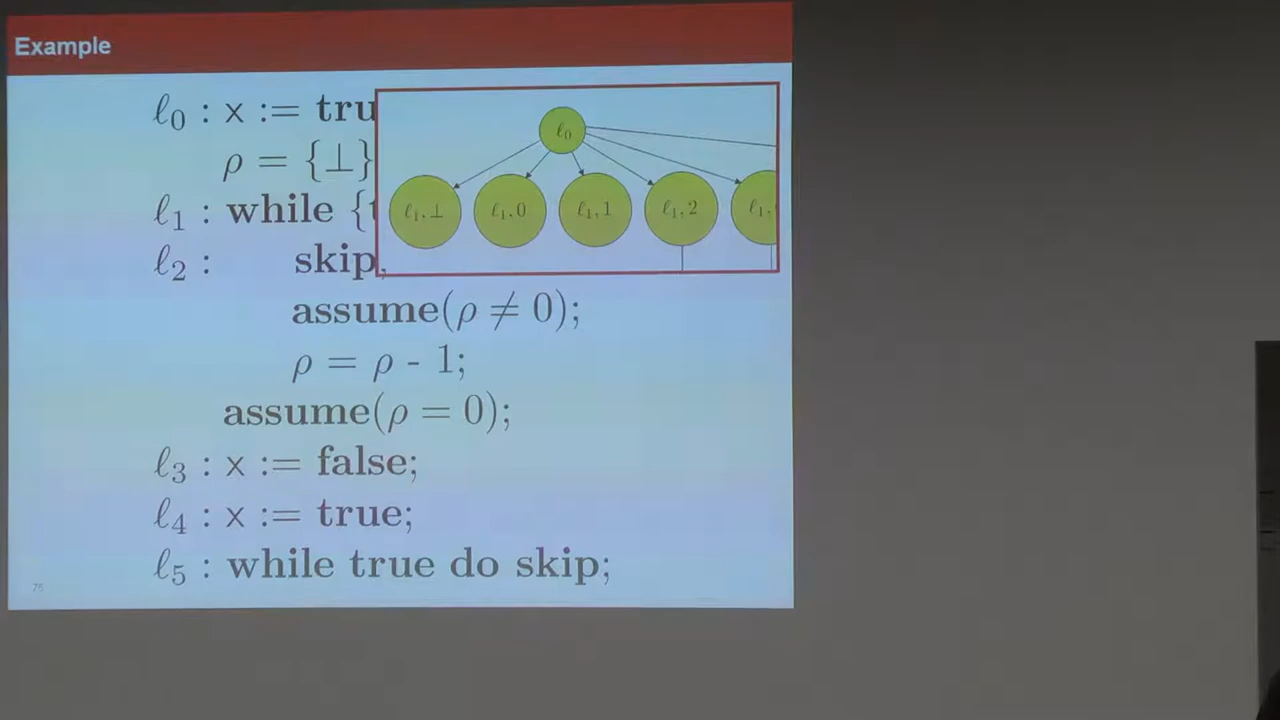 Example
ℓ0 : x := tru
ρ = {⊥}
ℓ1 : while {
ℓ2 : skip
assume(ρ ≠ 0);
ρ = ρ - 1;
assume(ρ = 0);
ℓ3 : x := false;
ℓ4 : x := true;
ℓ5 : while true do skip;
75
ℓ0
ℓ1,⊥ ℓ1,0 ℓ1,1 ℓ1,2 ℓ1,